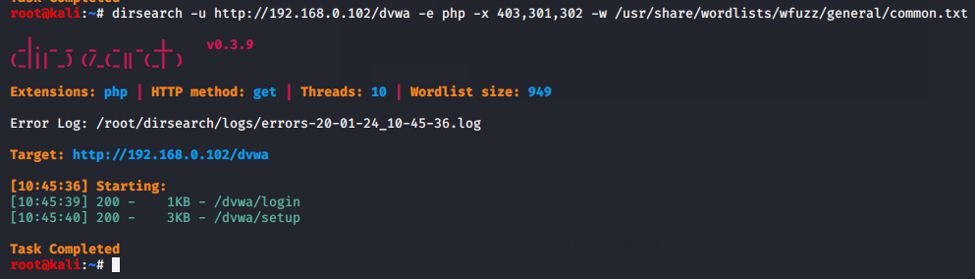 root@kali:~# dirsearch -u http://192.168.0.102/dvwa -e php -x 403,301,302 -w /usr/share/wordlists/wfuzz/general/common.txt
v0.3.9
Extensions: php | HTTP method: get | Threads: 10 | Wordlist size: 949
Error Log: /root/dirsearch/logs/errors-20-01-24_10-45-36.log
Target: http://192.168.0.102/dvwa
[10:45:36] Starting:
[10:45:39] 200 -    1KB - /dvwa/login
[10:45:40] 200 -    3KB - /dvwa/setup
Task Completed
root@kali:~#